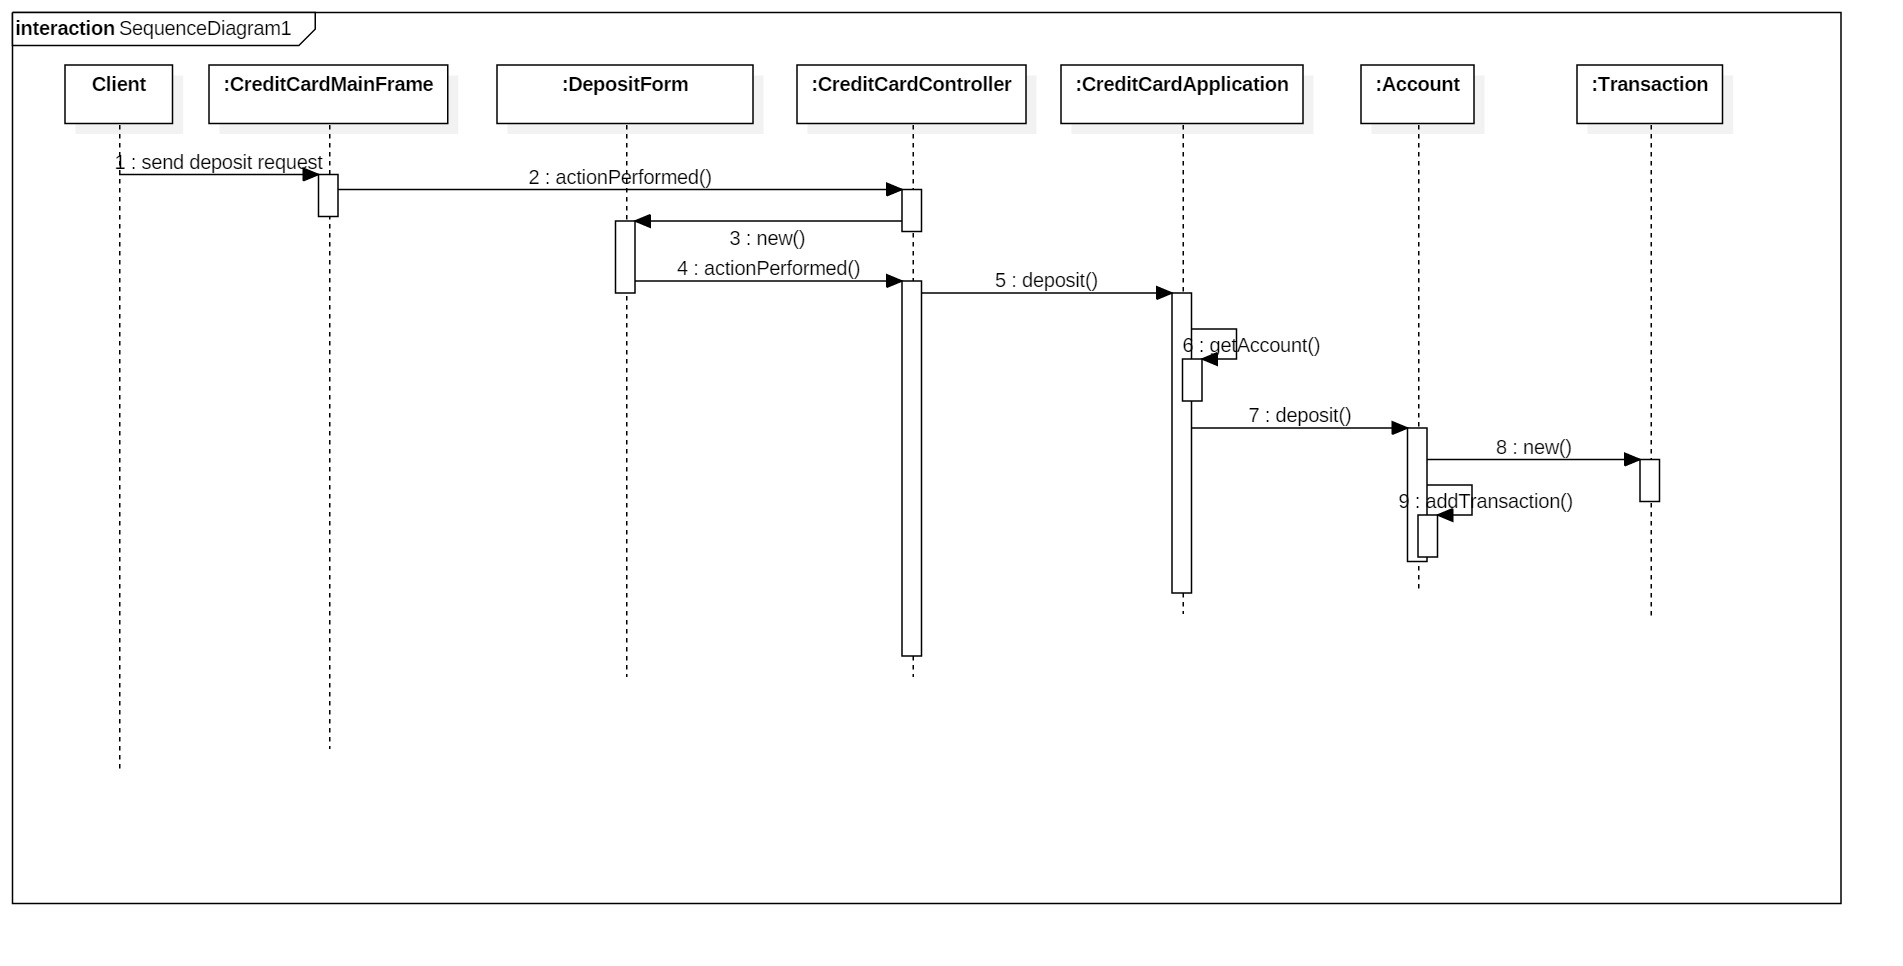 interaction SequenceDiagram1
Client
:CreditCardMainFrame
:DepositForm
:CreditCardController
:CreditCardApplication
:Account
:Transaction
1 : send deposit request
2 : actionPerformed()
3 : new()
4 : actionPerformed()
5 : deposit()
6 : getAccount()
7 : deposit()
8 : new()
9 : addTransaction()